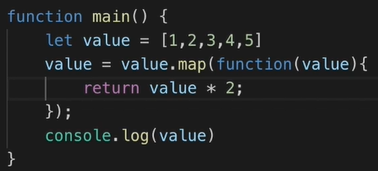 function main() {
    let value = [1,2,3,4,5]
    value = value.map(function(value){
        return value * 2;
    });
    console.log(value)
}